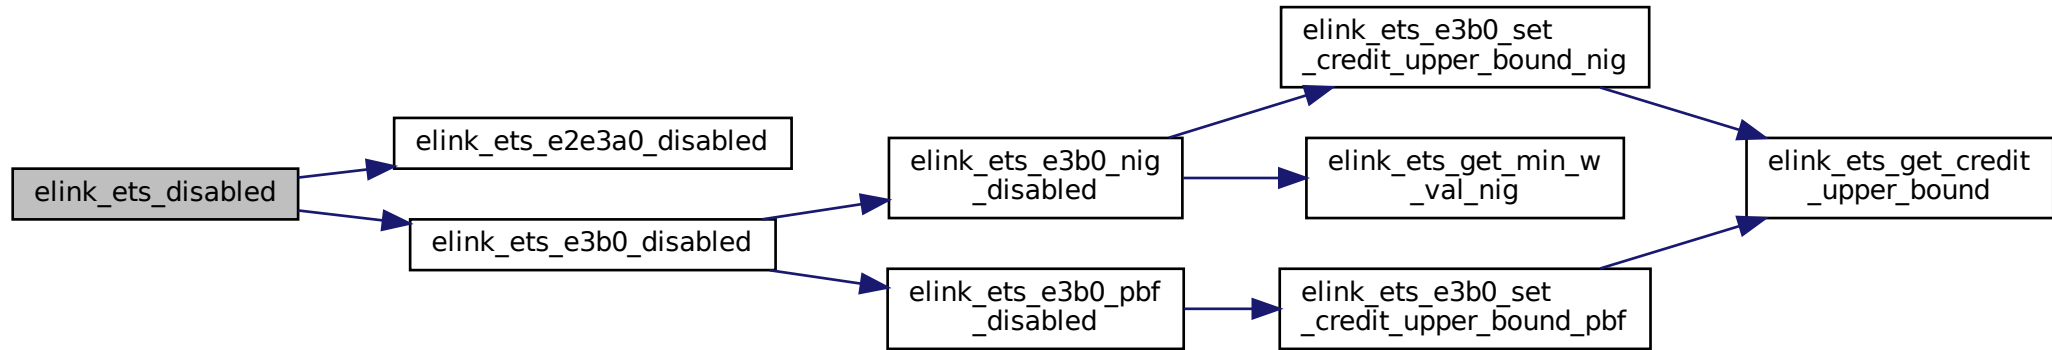 elink_ets_disabled
elink_ets_e2e3a0_disabled
elink_ets_e3b0_disabled
elink_ets_e3b0_nig
_disabled
elink_ets_e3b0_pbf
_disabled
elink_ets_e3b0_set
_credit_upper_bound_nig
elink_ets_get_min_w
_val_nig
elink_ets_e3b0_set
_credit_upper_bound_pbf
elink_ets_get_credit
_upper_bound